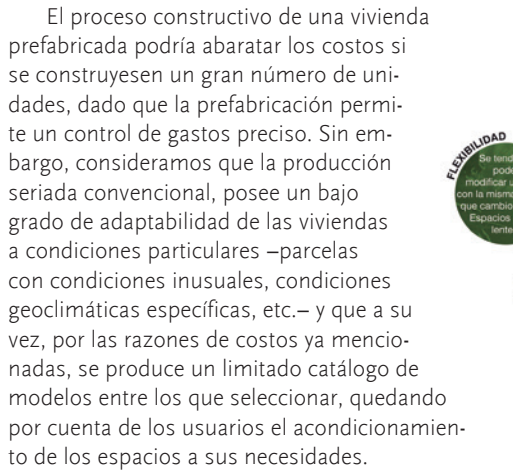 El proceso constructivo de una vivienda
prefabricada podría abaratar los costos si
se construyesen un gran número de uni-
dades, dado que la prefabricación permi-
te un control de gastos preciso. Sin em-
bargo, consideramos que la producción
seriada convencional, posee un bajo
grado de adaptabilidad de las viviendas
a condiciones particulares –parcelas
con condiciones inusuales, condiciones
geoclimáticas específicas, etc.– y que a su
vez, por las razones de costos ya mencio-
nadas, se produce un limitado catálogo de
modelos entre los que seleccionar, quedando
por cuenta de los usuarios el acondicionamien-
to de los espacios a sus necesidades.
FLEXIBILIDAD
Se tend
pode
modificar u
con la misma
que cambio
Espacios
lente